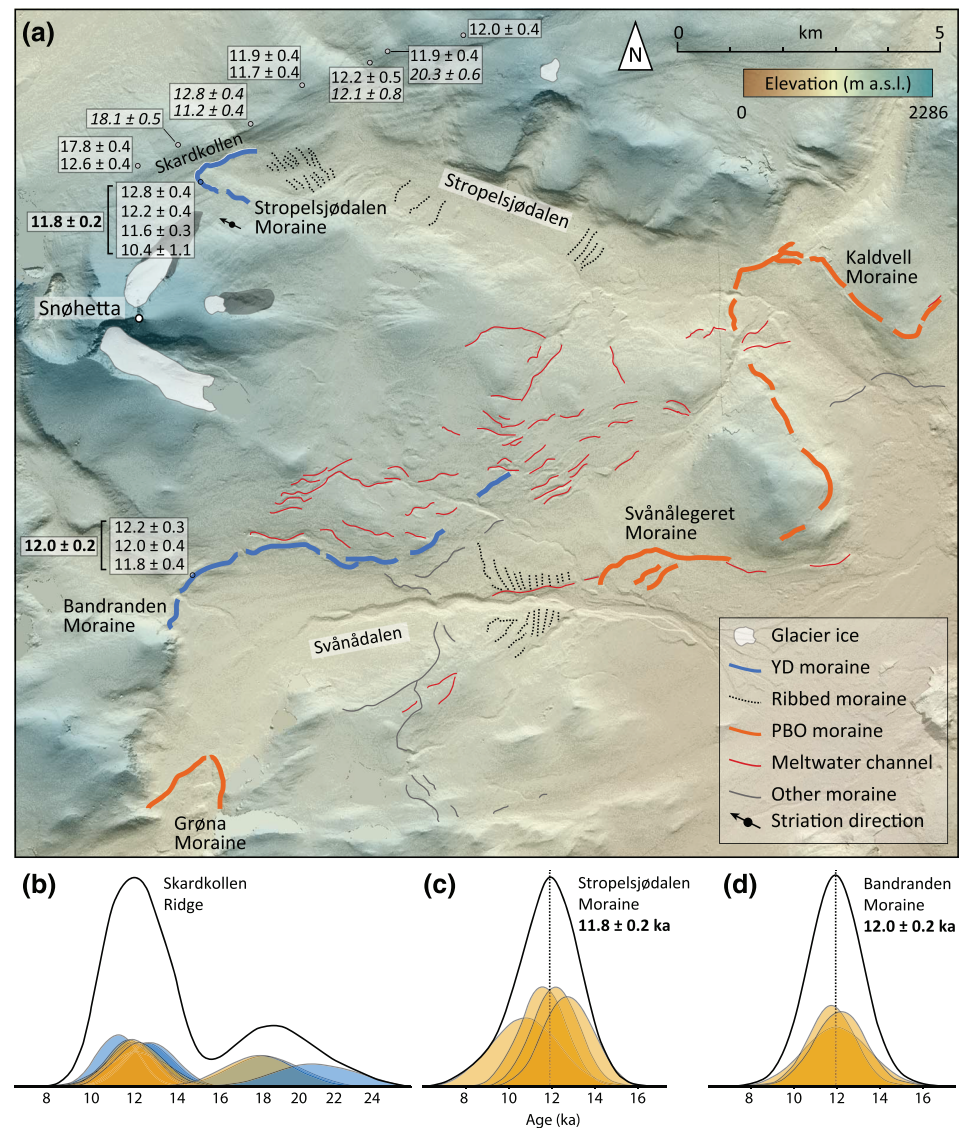 (a)
12.0 ± 0.4
0 km 5
N
11.9 ± 0.4
11.7 ± 0.4
11.9 ± 0.4
20.3 ± 0.6
12.2 ± 0.5
12.1 ± 0.8
Elevation (m a.s.l.)
0 2286
12.8 ± 0.4
11.2 ± 0.4
18.1 ± 0.5
17.8 ± 0.4
12.6 ± 0.4
Skardkollen
11.8 ± 0.2
12.8 ± 0.4
12.2 ± 0.4
11.6 ± 0.3
10.4 ± 1.1
Stropelsjødalen
Moraine
Stropelsjødalen
Kaldvell
Moraine
Snøhetta
12.0 ± 0.2
12.2 ± 0.3
12.0 ± 0.4
11.8 ± 0.4
Svånålegeret
Moraine
Bandranden
Moraine
Svånådalen
Grøna
Moraine
Glacier ice
YD moraine
Ribbed moraine
PBO moraine
Meltwater channel
Other moraine
Striation direction
(b)
Skardkollen
Ridge
8 10 12 14 16 18 20 22 24
(c)
Stropelsjødalen
Moraine
11.8 ± 0.2 ka
8 10 12 14 16
Age (ka)
(d)
Bandranden
Moraine
12.0 ± 0.2 ka
8 10 12 14 16